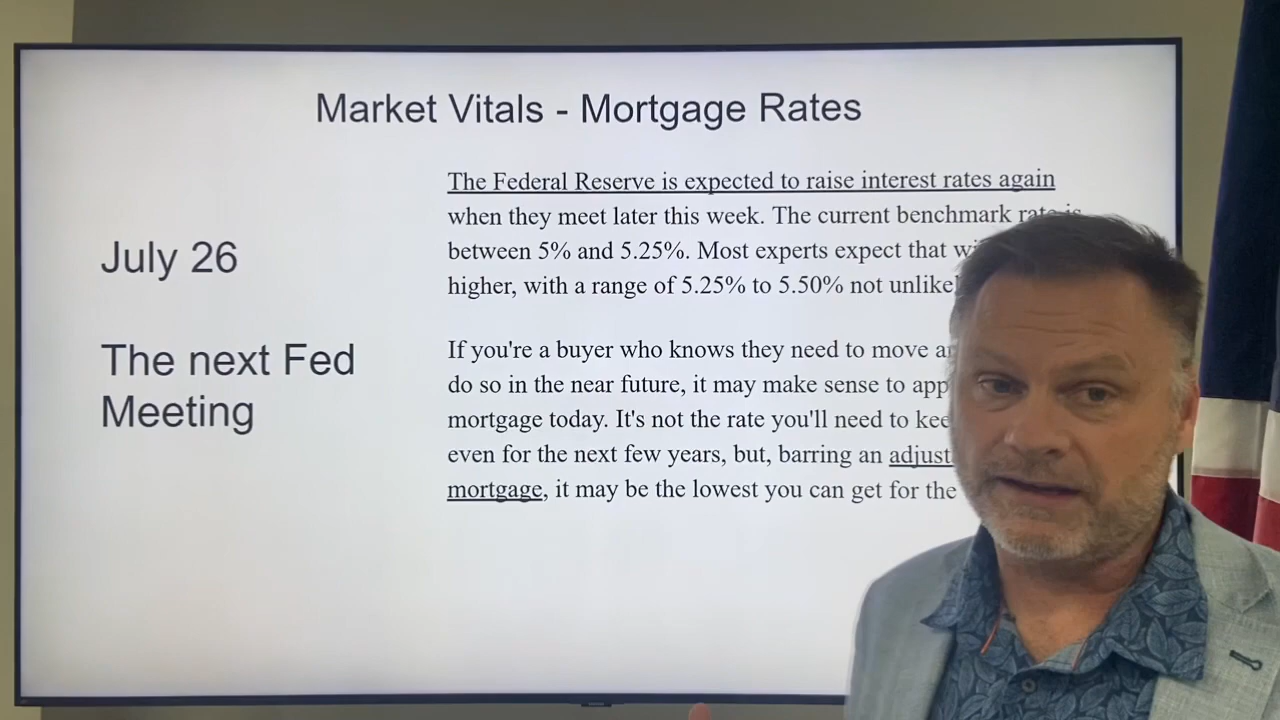 Market Vitals - Mortgage Rates
July 26
The next Fed
Meeting
The Federal Reserve is expected to raise interest rates again
when they meet later this week. The current benchmark rate is
between 5% and 5.25%. Most experts expect that
higher, with a range of 5.25% to 5.50% not
If you're a buyer who knows they need to move
do so in the near future, it may make sense to
mortgage today. It's not the rate you'll need to
even for the next few years, but, barring an
mortgage, it may be the lowest you can get for the